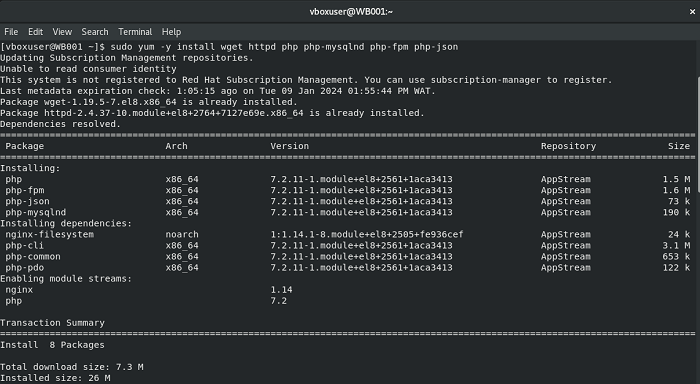 vboxuser@WB001:~
File Edit View Search Terminal Help
[vboxuser@WB001 ~]$ sudo yum -y install wget httpd php php-mysqlnd php-fpm php-json
Updating Subscription Management repositories.
Unable to read consumer identity
This system is not registered to Red Hat Subscription Management. You can use subscription-manager to register.
Last metadata expiration check: 1:05:15 ago on Tue 09 Jan 2024 01:55:44 PM WAT.
Package wget-1.19.5-7.el8.x86_64 is already installed.
Package httpd-2.4.37-10.module+el8+2764+7127e69e.x86_64 is already installed.
Dependencies resolved.
================================================================================
Package Arch Version Repository Size
================================================================================
Installing:
php x86_64 7.2.11-1.module+el8+2561+1aca3413 AppStream 1.5 M
php-fpm x86_64 7.2.11-1.module+el8+2561+1aca3413 AppStream 1.6 M
php-json x86_64 7.2.11-1.module+el8+2561+1aca3413 AppStream 73 k
php-mysqlnd x86_64 7.2.11-1.module+el8+2561+1aca3413 AppStream 190 k
Installing dependencies:
nginx-filesystem noarch 1:1.14.1-8.module+el8+2505+fe936cef AppStream 24 k
php-cli x86_64 7.2.11-1.module+el8+2561+1aca3413 AppStream 3.1 M
php-common x86_64 7.2.11-1.module+el8+2561+1aca3413 AppStream 653 k
php-pdo x86_64 7.2.11-1.module+el8+2561+1aca3413 AppStream 122 k
Enabling module streams:
nginx 1.14
php 7.2
Transaction Summary
================================================================================
Install 8 Packages
Total download size: 7.3 M
Installed size: 26 M